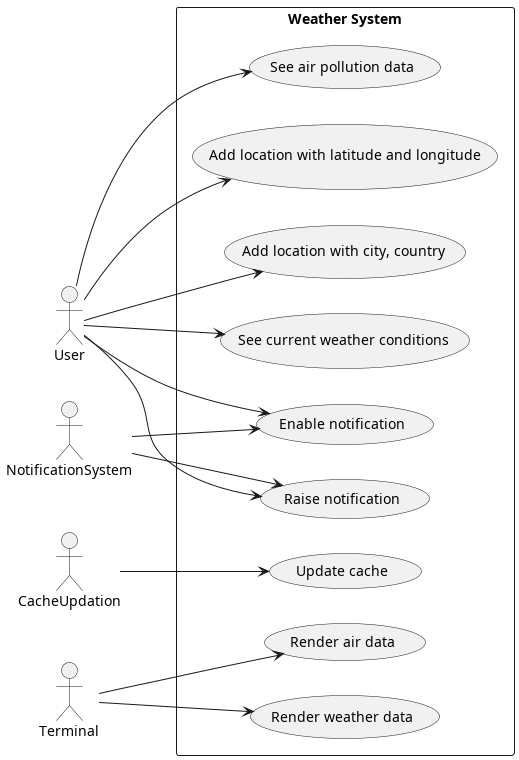 Weather System
See air pollution data
Add location with latitude and longitude
Add location with city, country
User
See current weather conditions
Enable notification
NotificationSystem
Raise notification
Update cache
CacheUpdation
Render air data
Render weather data
Terminal